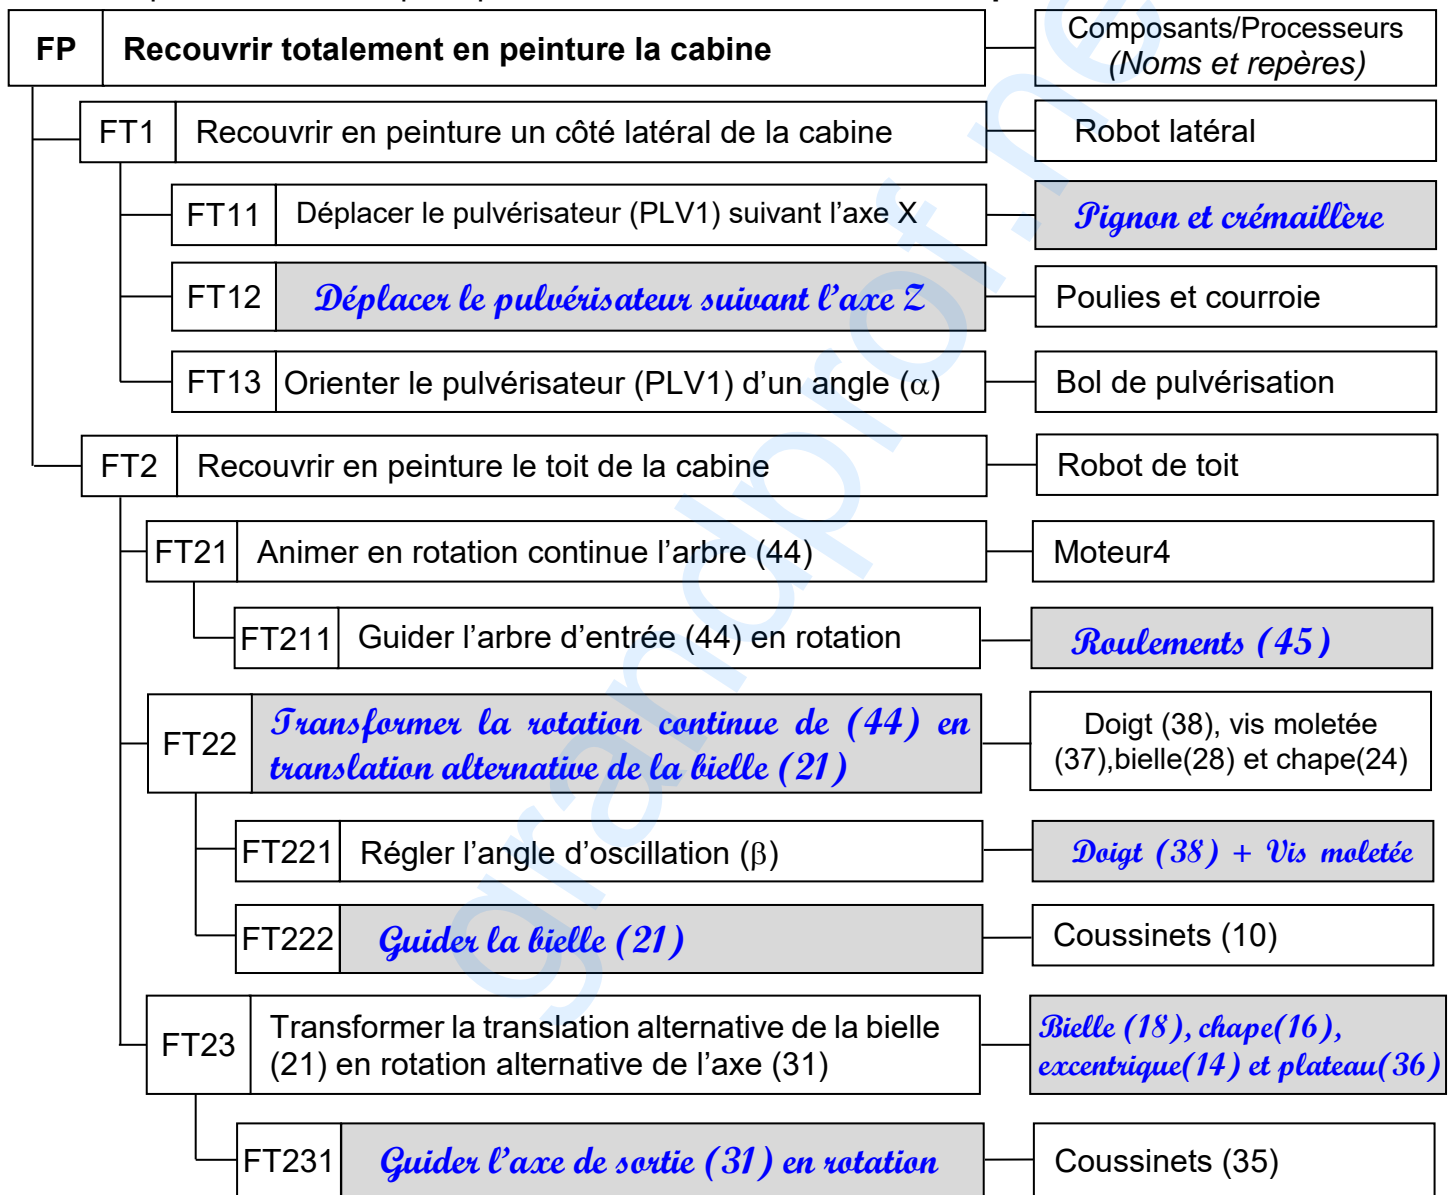 FP Recouvrir totalement en peinture la cabine Composants/Processeurs
(Noms et repères)
FT1 Recouvrir en peinture un côté latéral de la cabine Robot latéral
FT11 Déplacer le pulvérisateur (PLV1) suivant l'axe X Pignon et crémaillère
FT12 Déplacer le pulvérisateur suivant l'axe Z Poulies et courroie
FT13 Orienter le pulvérisateur (PLV1) d'un angle (α) Bol de pulvérisation
FT2 Recouvrir en peinture le toit de la cabine Robot de toit
FT21 Animer en rotation continue l'arbre (44) Moteur4
FT211 Guider l'arbre d'entrée (44) en rotation Roulements (45)
FT22 Transformer la rotation continue de (44) en
translation alternative de la bielle (21)
Doigt (38), vis moletée
(37),bielle(28) et chape(24)
FT221 Régler l'angle d'oscillation (β) Doigt (38) + Vis moletée
FT222 Guider la bielle (21) Coussinets (10)
FT23 Transformer la translation alternative de la bielle
(21) en rotation alternative de l'axe (31)
Bielle (18), chape(16),
excentrique(14) et plateau(36)
FT231 Guider l'axe de sortie (31) en rotation Coussinets (35)
grandprof.ne